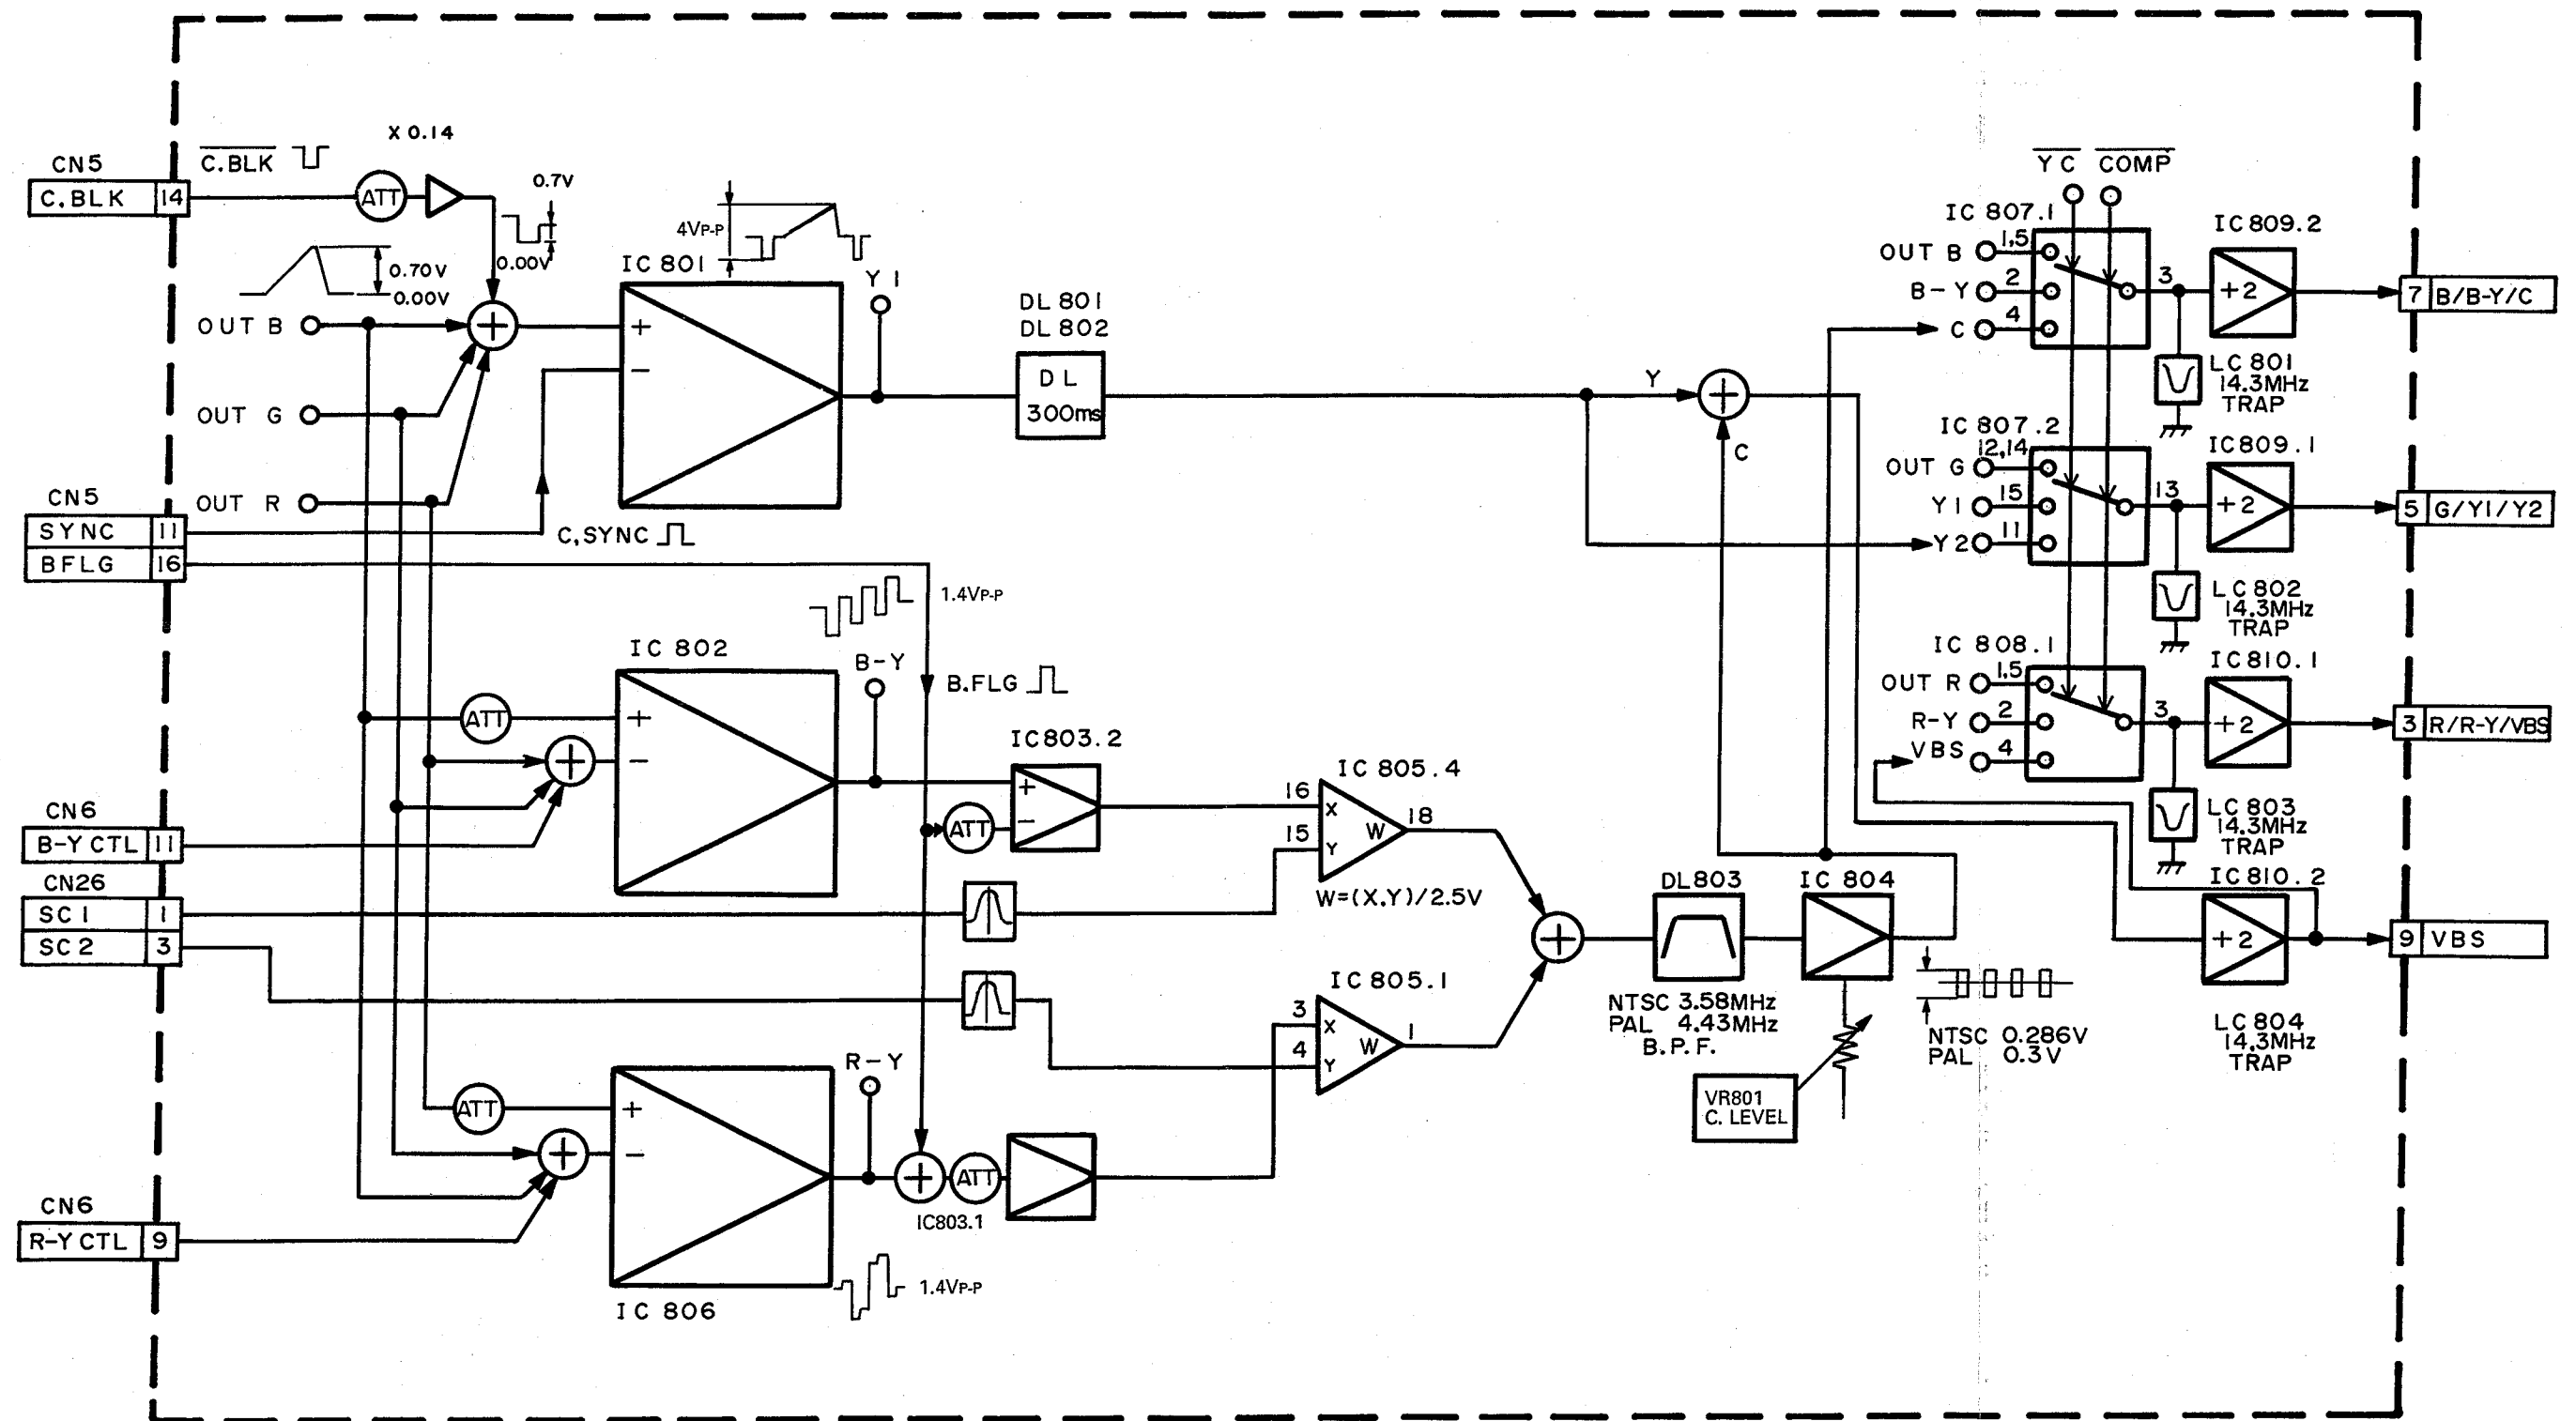 X 0.14
C.BLK
CN5
C.BLK 14
ATT
0.7V
0.00V
0.70V
0.00V
4VP-P
IC 801
Y 1
OUT B
+
+
−
OUT G
OUT R
DL 801
DL 802
DL
300ms
CN5
SYNC 11
BFLG 16
C,SYNC
1.4VP-P
B.FLG
IC 802
B-Y
ATT
+
+
−
IC803.2
+
−
ATT
CN6
B-Y CTL 11
CN26
SC 1 1
SC 2 3
IC 805.4
16 X
15 Y
W 18
W=(X.Y)/2.5V
IC 805.1
3 X
4 Y
W 1
+
R-Y
ATT
+
+
−
+
ATT
IC803.1
CN6
R-Y CTL 9
IC 806
1.4VP-P
Y
+
C
DL803
NTSC 3.58MHz
PAL 4.43MHz
B.P.F.
IC 804
VR801
C. LEVEL
NTSC 0.286V
PAL 0.3V
YC COMP
IC 807.1
OUT B 1,5
B-Y 2
C 4
3
IC 809.2
+2
7 B/B-Y/C
LC 801
14.3MHz
TRAP
IC 807.2
OUT G 12,14
Y1 15
Y2 11
13
IC809.1
+2
5 G/Y1/Y2
LC 802
14.3MHz
TRAP
IC 808.1
OUT R 1,5
R-Y 2
VBS 4
3
IC 810.1
+2
3 R/R-Y/VBS
LC 803
14.3MHz
TRAP
IC 810.2
+2
9 VBS
LC 804
14.3MHz
TRAP